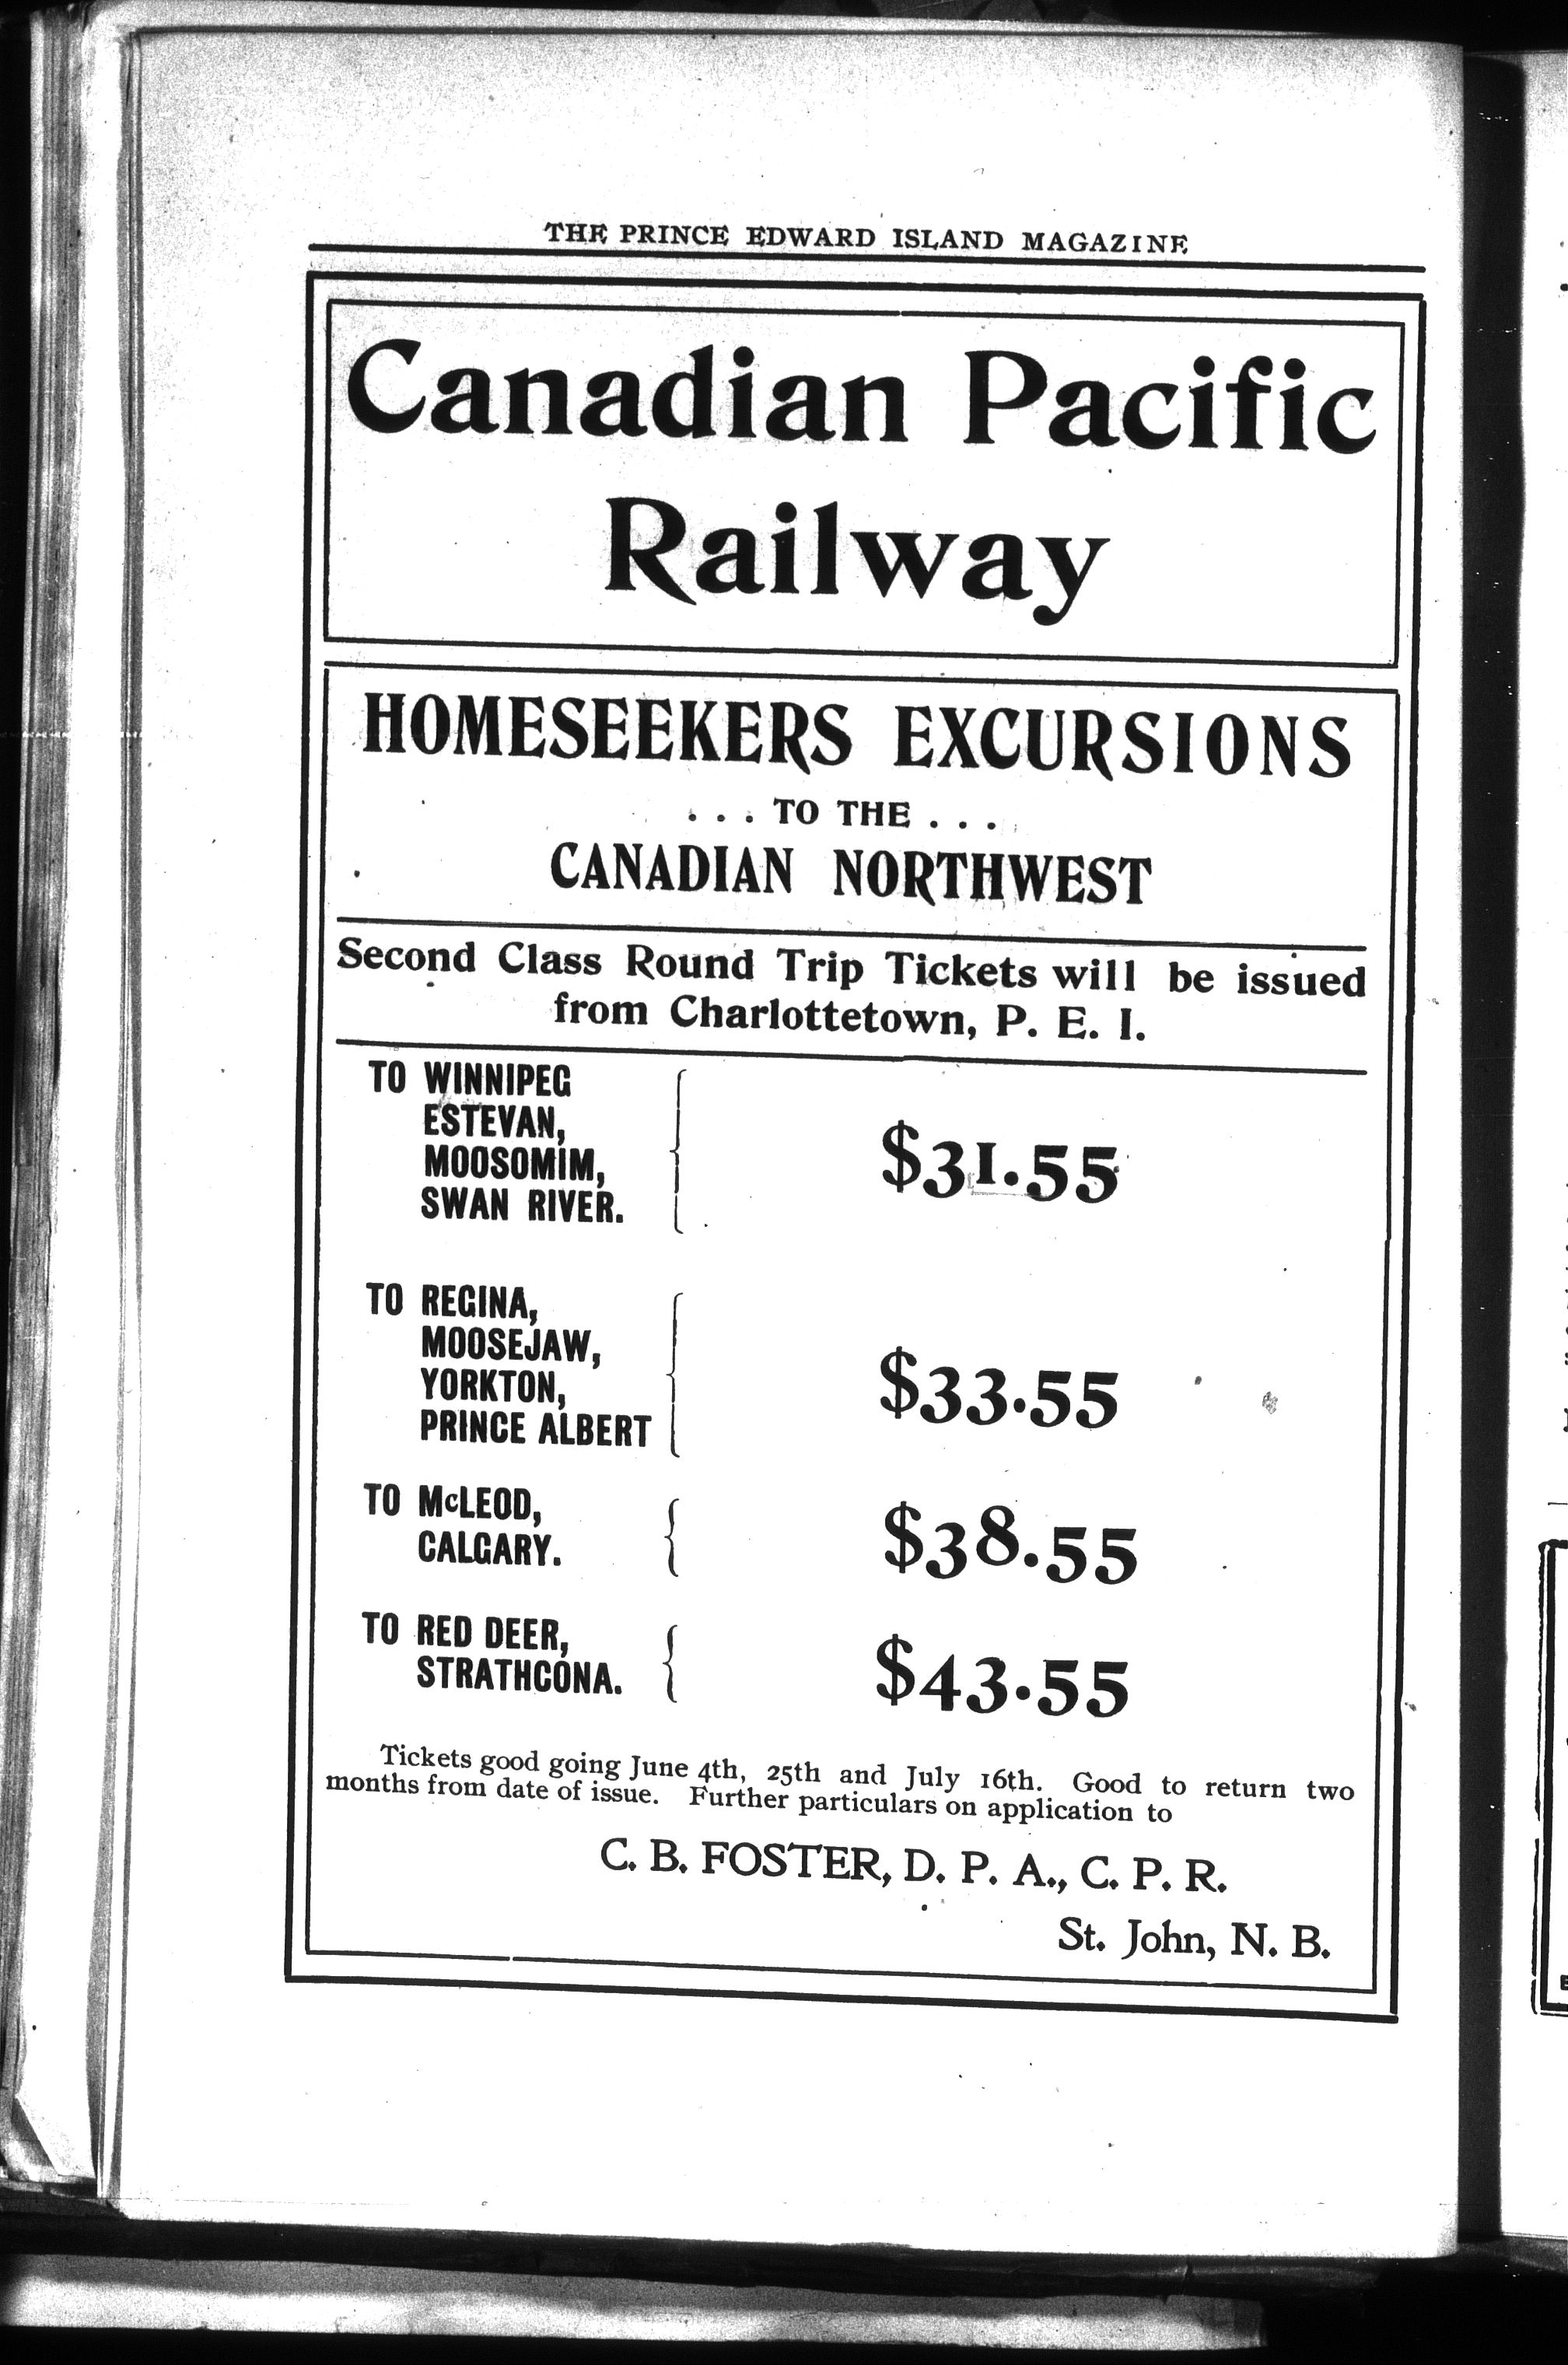 THE PRINCE EDWARD ISLAND MAGAZINE
Canadian Pacific
Railway
HOMESEEKERS EXCURSIONS
. . . TO THE . . .
CANADIAN NORTHWEST
Second Class Round Trip Tickets will be issued
from Charlottetown, P. E. I.
TO WINNIPEG
ESTEVAN,
MOOSOMIM,
SWAN RIVER.
$31.55
TO REGINA,
MOOSEJAW,
YORKTON,
PRINCE ALBERT
$33.55
TO McLEOD,
CALGARY.
$38.55
TO RED DEER,
STRATHCONA.
$43.55
Tickets good going June 4th, 25th and July 16th. Good to return two
months from date of issue. Further particulars on application to
C. B. FOSTER, D. P. A., C. P. R.
St. John, N. B.